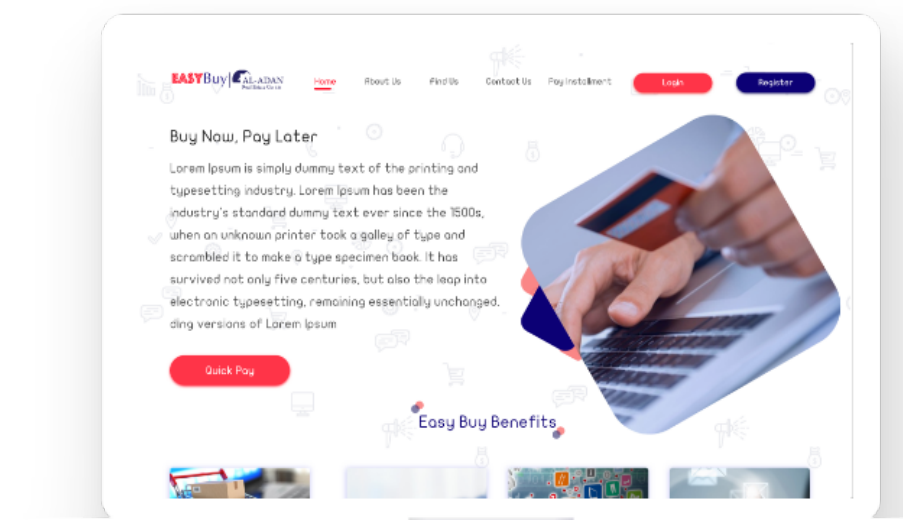 EASYBuy| AL-ADAN
Home
About Us
Find Us
Contact Us
Pay Installment
Login
Register
Buy Now, Pay Later
Lorem Ipsum is simply dummy text of the printing and
typesetting industry. Lorem Ipsum has been the
industry's standard dummy text ever since the 1500s,
when an unknown printer took a galley of type and
scrambled it to make a type specimen book. It has
survived not only five centuries, but also the leap into
electronic typesetting, remaining essentially unchanged,
ding versions of Lorem Ipsum
Quick Pay
Easy Buy Benefits